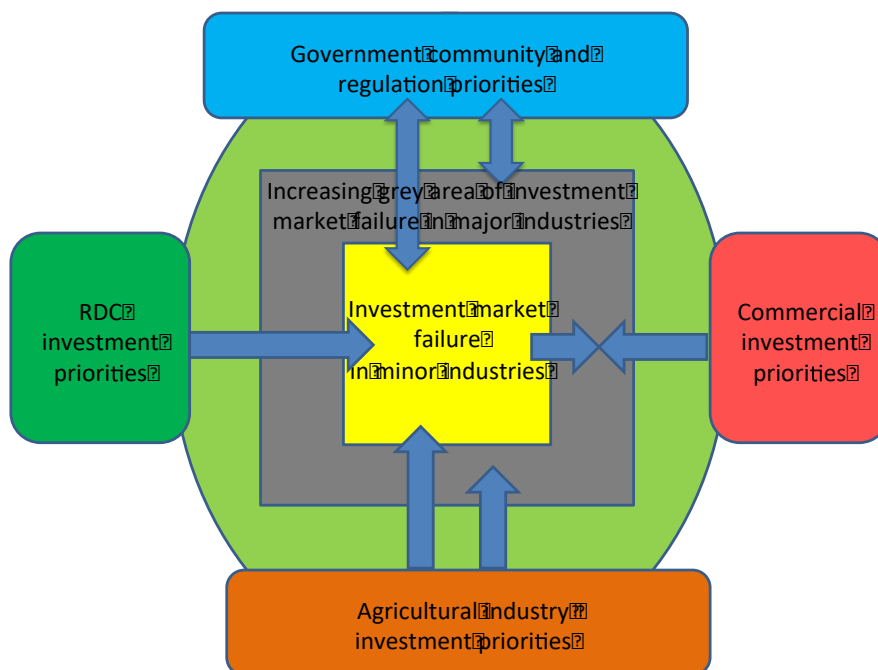 Government community and
regulation priorities
Increasing grey area of investment
market failure in major industries
RDC
investment
priorities
Investment market
failure
in minor industries
Commercial
investment
priorities
Agricultural industry
investment priorities